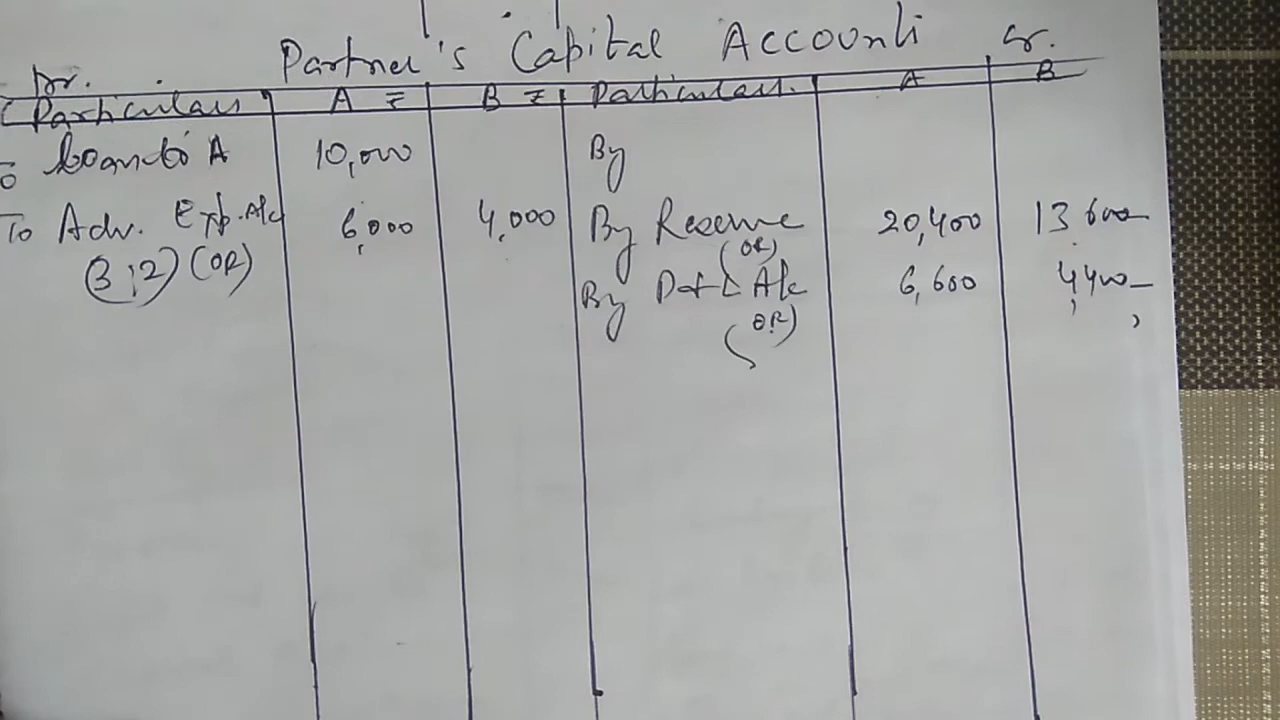 Partner's Capital Accounts
Dr. Cr.
Particulars A ₹ B ₹ Particulars. A B
To Loan to A 10,000 By
To Adv. Exp. A/c 6,000 4,000 By Reserve 20,400 13 600
(3:2) (OR) (OR)
By P&L A/c 6,600 4,400
(OR)